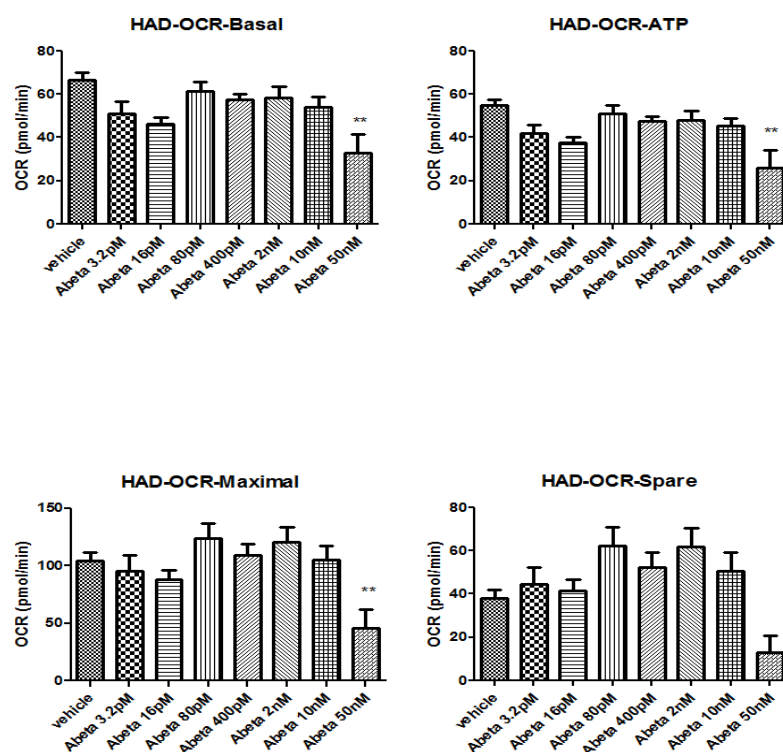 HAD-OCR-Basal
OCR (pmol/min)
80
60
40
20
0
**
vehicle
Abeta 3.2pM
Abeta 16pM
Abeta 80pM
Abeta 400pM
Abeta 2nM
Abeta 10nM
Abeta 50nM
HAD-OCR-ATP
OCR (pmol/min)
80
60
40
20
0
**
vehicle
Abeta 3.2pM
Abeta 16pM
Abeta 80pM
Abeta 400pM
Abeta 2nM
Abeta 10nM
Abeta 50nM
HAD-OCR-Maximal
OCR (pmol/min)
150
100
50
0
**
vehicle
Abeta 3.2pM
Abeta 16pM
Abeta 80pM
Abeta 400pM
Abeta 2nM
Abeta 10nM
Abeta 50nM
HAD-OCR-Spare
OCR (pmol/min)
80
60
40
20
0
vehicle
Abeta 3.2pM
Abeta 16pM
Abeta 80pM
Abeta 400pM
Abeta 2nM
Abeta 10nM
Abeta 50nM